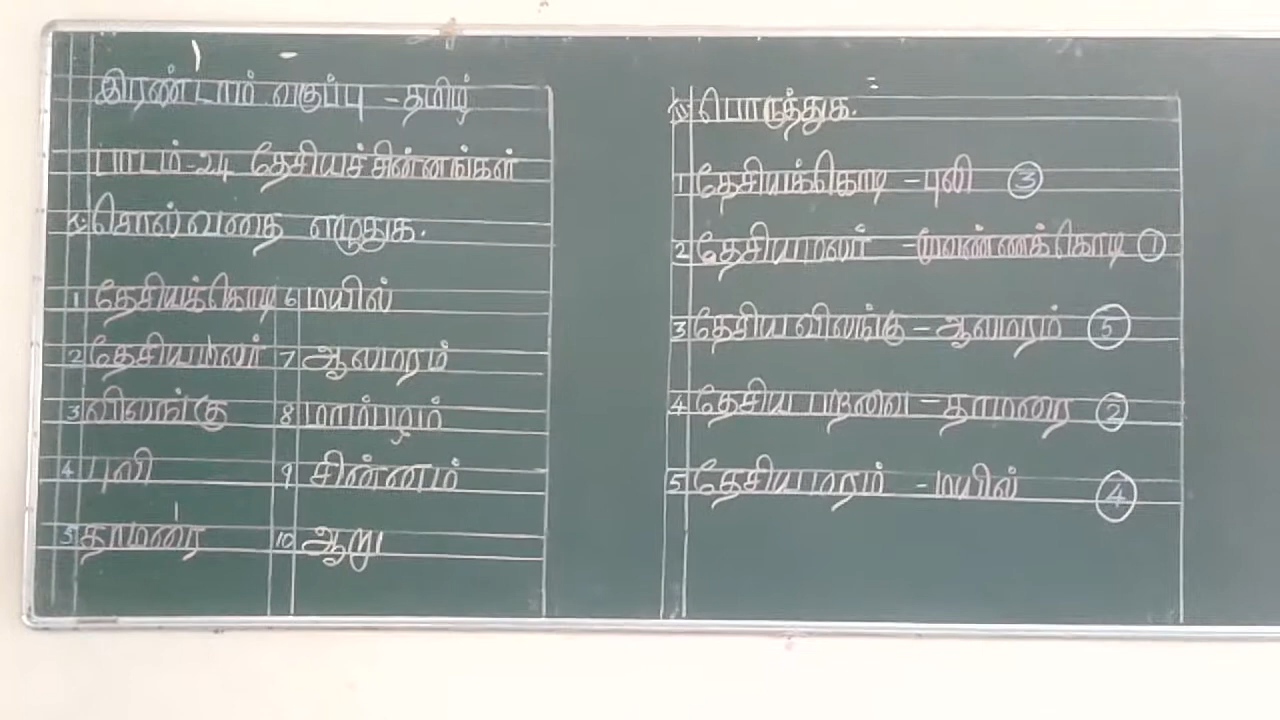 இரண்டாம் வகுப்பு - தமிழ்
பாடம்-24 தேசியச் சின்னங்கள்
சொல்வதை எழுதுக.
1 தேசியக்கொடி
2 தேசியமலர்
3 விலங்கு
4 புலி
5 தாமரை
6 மயில்
7 ஆலமரம்
8 மாம்பழம்
9 சின்னம்
10 ஆறு
பொருத்துக.
1 தேசியக்கொடி - புலி ③
2 தேசியமலர் - மூவண்ணக்கொடி ①
3 தேசிய விலங்கு - ஆலமரம் ⑤
4 தேசிய பறவை - தாமரை ②
5 தேசியமரம் - மயில் ④